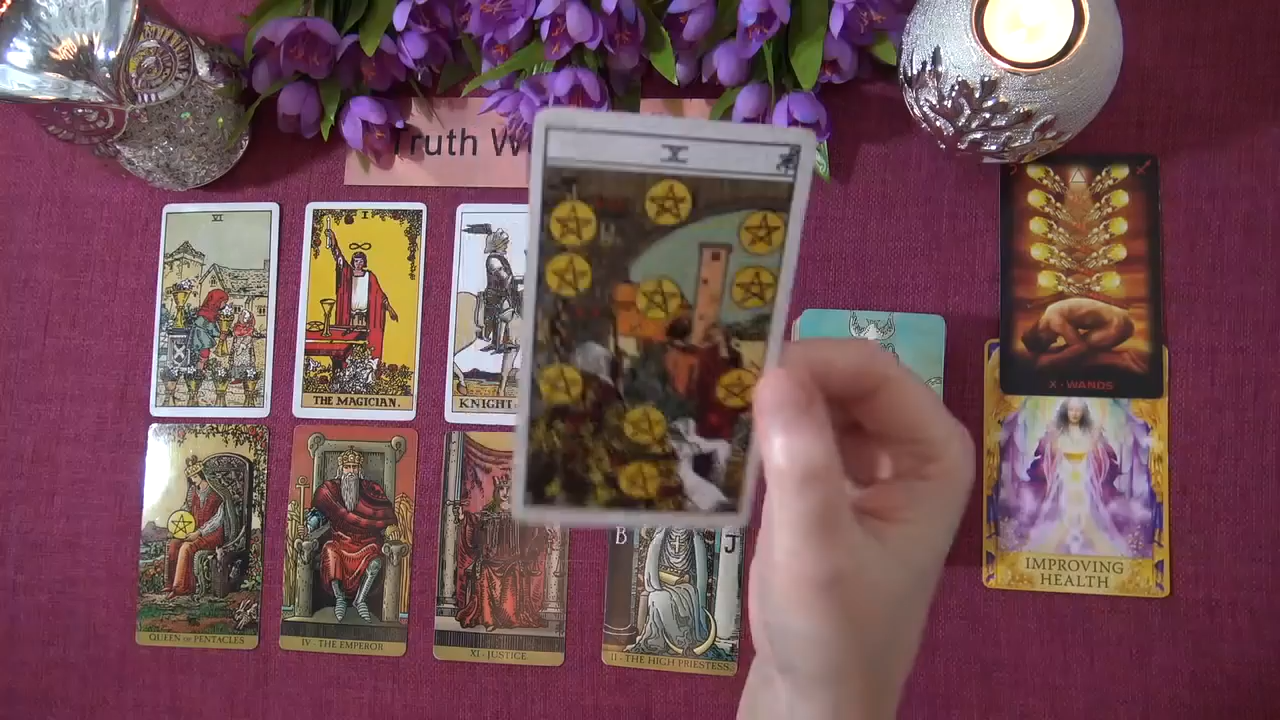 Truth
X
VI
I
THE MAGICIAN.
KNIGHT
X - WANDS
IMPROVING
HEALTH
B
J
QUEEN OF PENTACLES
IV - THE EMPEROR
XI - JUSTICE
II - THE HIGH PRIESTESS.